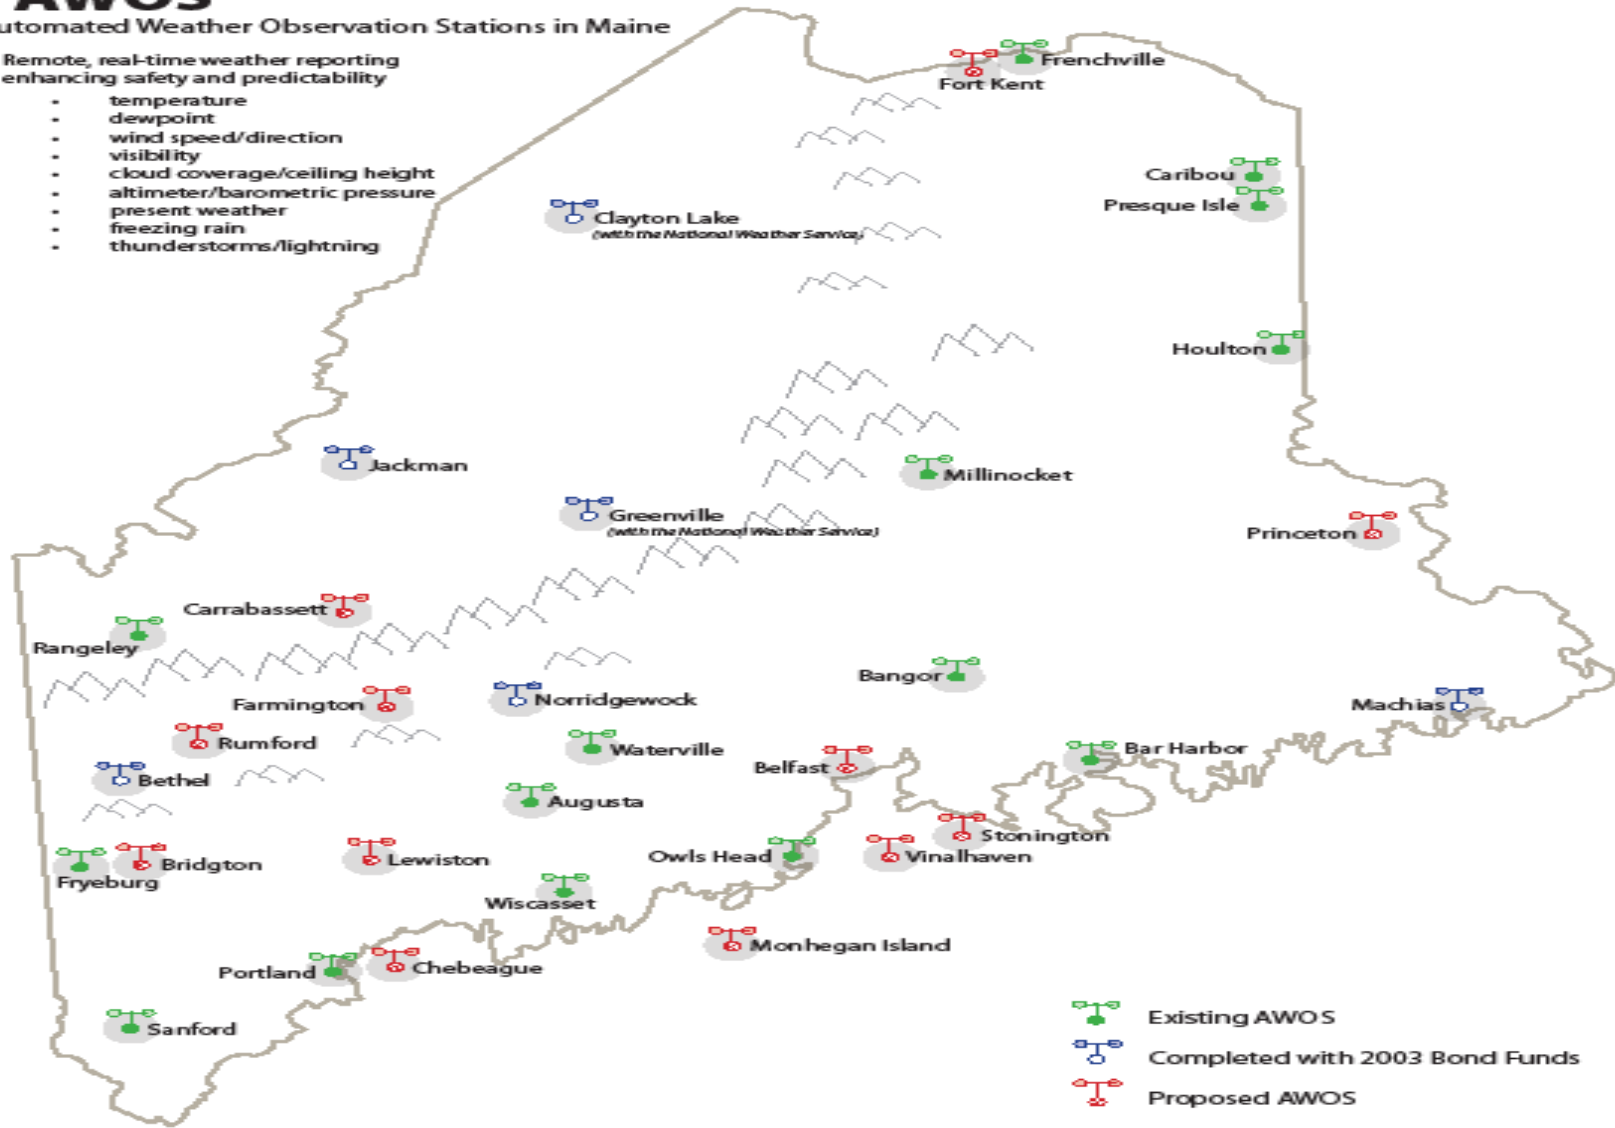 AWOS
utomated Weather Observation Stations in Maine
Remote, real-time weather reporting
enhancing safety and predictability
• temperature
• dewpoint
• wind speed/direction
• visibility
• cloud coverage/ceiling height
• altimeter/barometric pressure
• present weather
• freezing rain
• thunderstorms/lightning
Frenchville
Fort Kent
Caribou
Presque Isle
Clayton Lake
(with the National Weather Service)
Houlton
Jackman
Millinocket
Greenville
(with the National Weather Service)
Princeton
Carrabassett
Rangeley
Bangor
Farmington
Norridgewock
Machias
Rumford
Waterville
Bar Harbor
Belfast
Bethel
Augusta
Stonington
Owls Head
Vinalhaven
Lewiston
Bridgton
Fryeburg
Wiscasset
Monhegan Island
Portland
Chebeague
Sanford
Existing AWOS
Completed with 2003 Bond Funds
Proposed AWOS